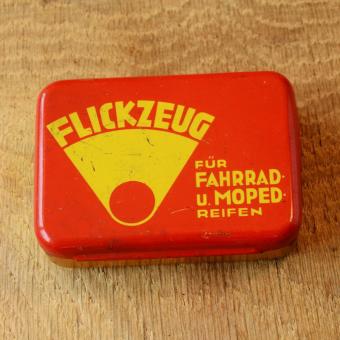 FLICKZEUG
FÜR
FAHRRAD-
U. MOPED-
REIFEN